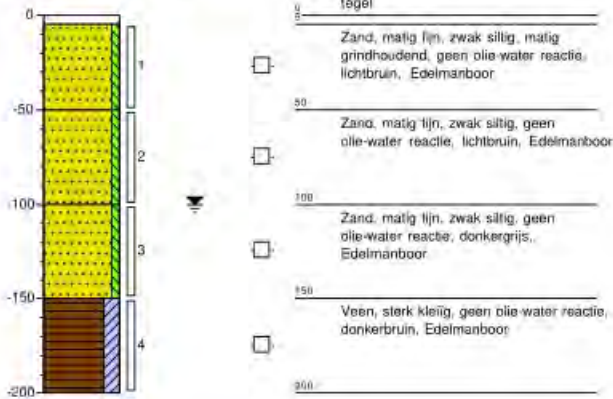 0
-50
-100
-150
-200
1
2
3
4
0
5
tegel
Zand, matig fijn, zwak siltig, matig
grindhoudend, geen olie-water reactie,
lichtbruin, Edelmanboor
50
Zand, matig fijn, zwak siltig, geen
olie-water reactie, lichtbruin, Edelmanboor
100
Zand, matig fijn, zwak siltig, geen
olie-water reactie, donkergrijs,
Edelmanboor
150
Veen, sterk kleiig, geen olie-water reactie,
donkerbruin, Edelmanboor
200